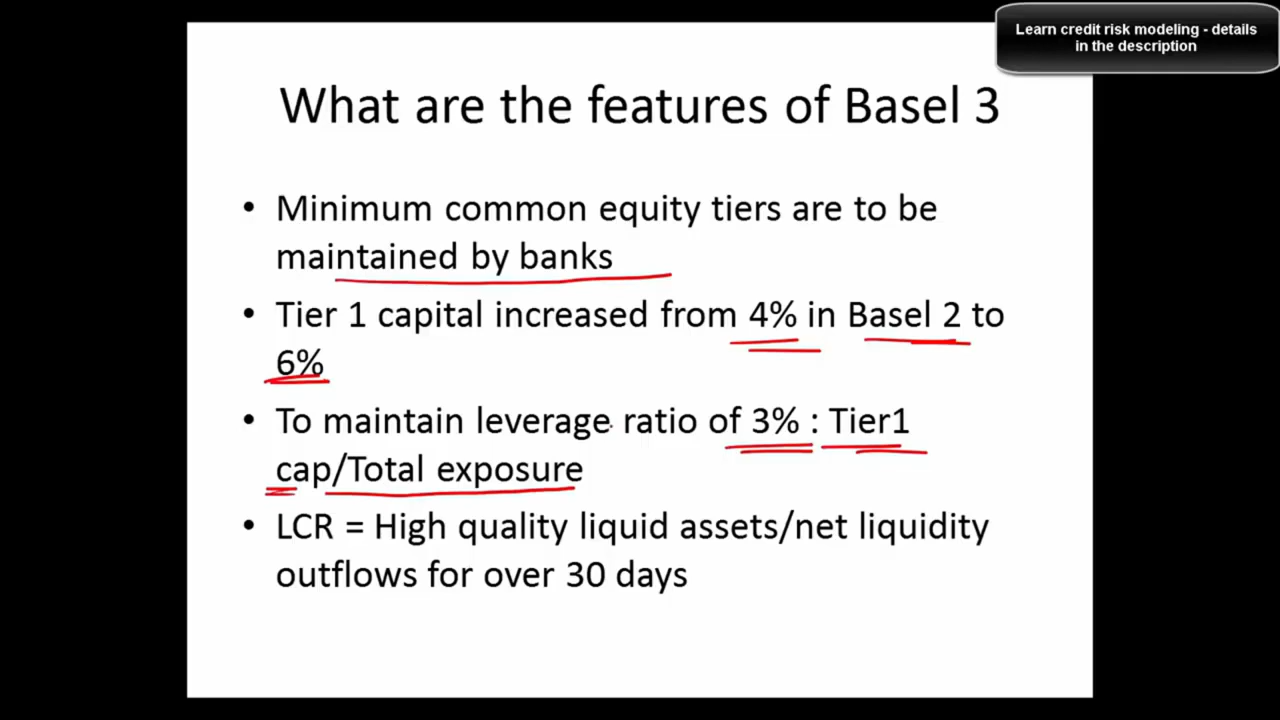 Learn credit risk modeling - details
in the description
What are the features of Basel 3
• Minimum common equity tiers are to be
maintained by banks
• Tier 1 capital increased from 4% in Basel 2 to
6%
• To maintain leverage ratio of 3% : Tier1
cap/Total exposure
• LCR = High quality liquid assets/net liquidity
outflows for over 30 days